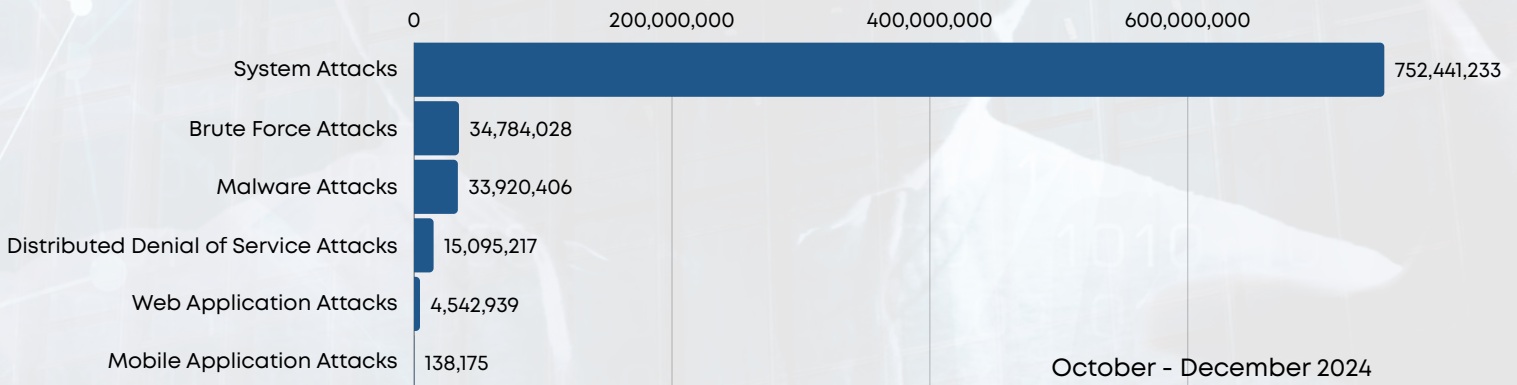 0 200,000,000 400,000,000 600,000,000
System Attacks 752,441,233
Brute Force Attacks 34,784,028
Malware Attacks 33,920,406
Distributed Denial of Service Attacks 15,095,217
Web Application Attacks 4,542,939
Mobile Application Attacks 138,175
October - December 2024
1010